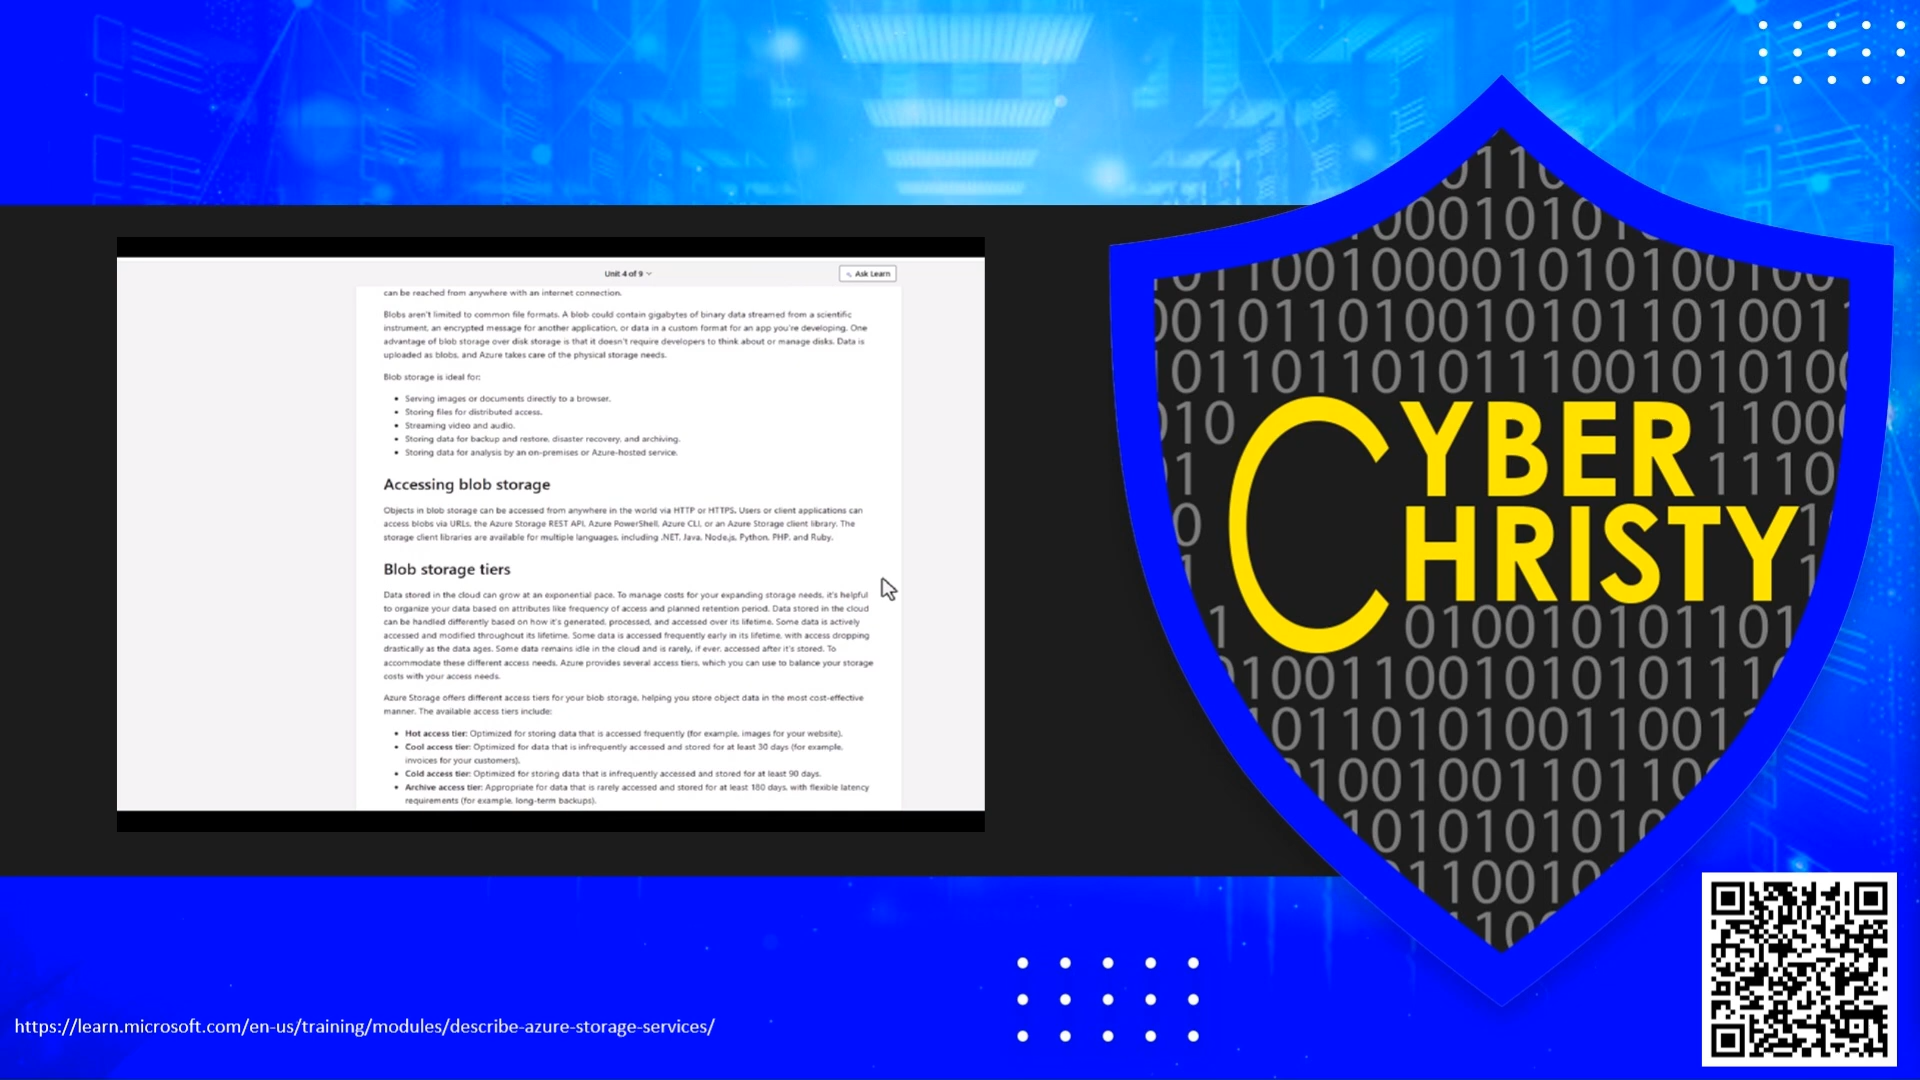 Unit 4 of 9
Ask Learn
can be reached from anywhere with an internet connection.
Blobs aren't limited to common file formats. A blob could contain gigabytes of binary data streamed from a scientific
instrument, an encrypted message for another application, or data in a custom format for an app you're developing. One
advantage of blob storage over disk storage is that it doesn't require developers to think about or manage disks. Data is
uploaded as blobs, and Azure takes care of the physical storage needs.
Blob storage is ideal for:
• Serving images or documents directly to a browser.
• Storing files for distributed access.
• Streaming video and audio.
• Storing data for backup and restore, disaster recovery, and archiving.
• Storing data for analysis by an on-premises or Azure-hosted service.
Accessing blob storage
Objects in blob storage can be accessed from anywhere in the world via HTTP or HTTPS. Users or client applications can
access blobs via URLs, the Azure Storage REST API, Azure PowerShell, Azure CLI, or an Azure Storage client library. The
storage client libraries are available for multiple languages, including .NET, Java, Node.js, Python, PHP, and Ruby.
Blob storage tiers
Data stored in the cloud can grow at an exponential pace. To manage costs for your expanding storage needs, it's helpful
to organize your data based on attributes like frequency of access and planned retention period. Data stored in the cloud
can be handled differently based on how it's generated, processed, and accessed over its lifetime. Some data is actively
accessed and modified throughout its lifetime. Some data is accessed frequently early in its lifetime, with access dropping
drastically as the data ages. Some data remains idle in the cloud and is rarely, if ever, accessed after it's stored. To
accommodate these different access needs, Azure provides several access tiers, which you can use to balance your storage
costs with your access needs.
Azure Storage offers different access tiers for your blob storage, helping you store object data in the most cost-effective
manner. The available access tiers include:
• Hot access tier: Optimized for storing data that is accessed frequently (for example, images for your website).
• Cool access tier: Optimized for data that is infrequently accessed and stored for at least 30 days (for example,
invoices for your customers).
• Cold access tier: Optimized for storing data that is infrequently accessed and stored for at least 90 days.
• Archive access tier: Appropriate for data that is rarely accessed and stored for at least 180 days, with flexible latency
requirements (for example, long-term backups).
CYBER
CHRISTY
https://learn.microsoft.com/en-us/training/modules/describe-azure-storage-services/